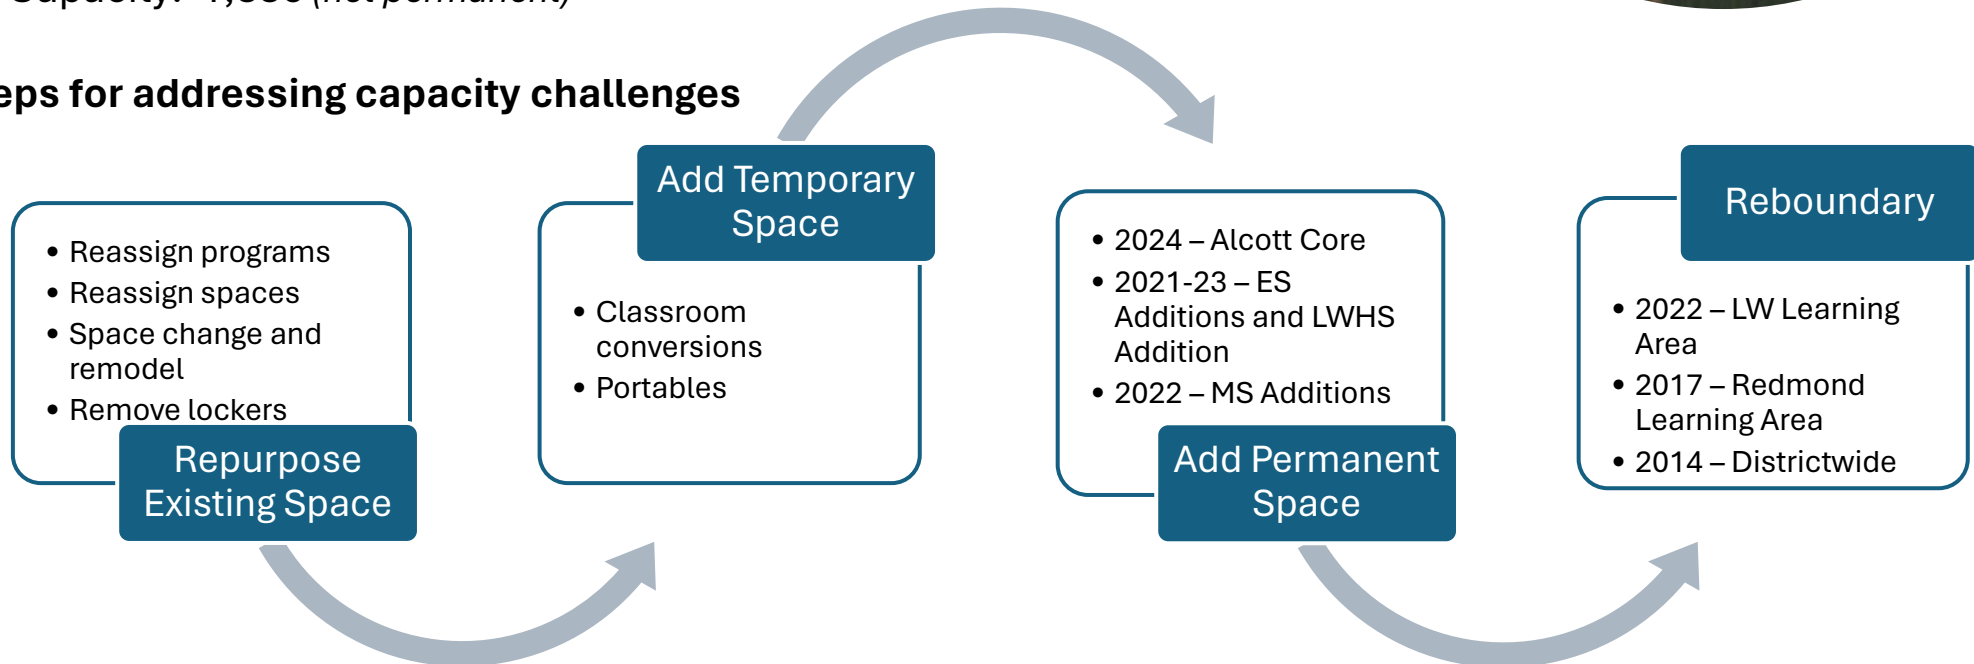 eps for addressing capacity challenges
• Reassign programs
• Reassign spaces
• Space change and
remodel
• Remove lockers
Repurpose
Existing Space
Add Temporary
Space
• Classroom
conversions
• Portables
• 2024 – Alcott Core
• 2021-23 – ES
Additions and LWHS
Addition
• 2022 – MS Additions
Add Permanent
Space
Reboundary
• 2022 – LW Learning
Area
• 2017 – Redmond
Learning Area
• 2014 – Districtwide